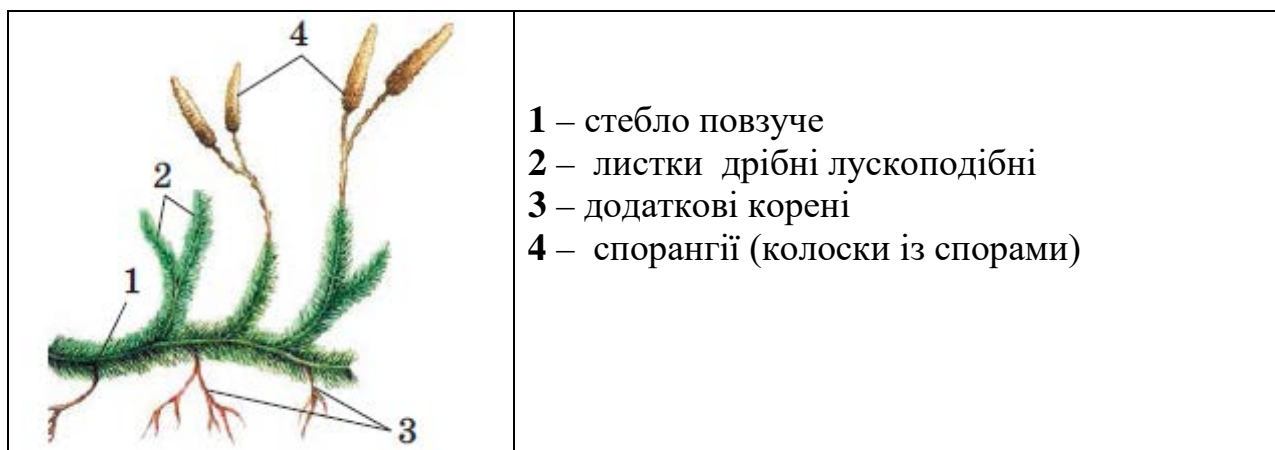 4
2
1
3
1 – стебло повзуче
2 – листки дрібні лускоподібні
3 – додаткові корені
4 – спорангії (колоски із спорами)